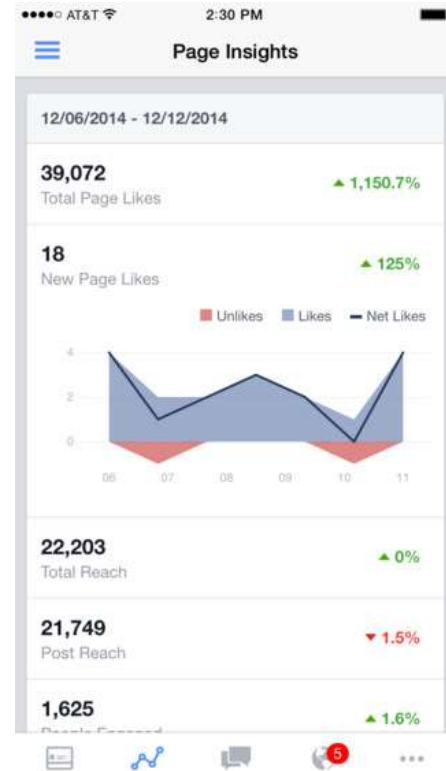 AT&T 2:30 PM
Page Insights
12/06/2014 - 12/12/2014
39,072
Total Page Likes
▲ 1,150.7%
18
New Page Likes
▲ 125%
Unlikes Likes Net Likes
4
2
0
06 07 08 09 10 11
22,203
Total Reach
▲ 0%
21,749
Post Reach
▼ 1.5%
1,625
People Engaged
▲ 1.6%
5